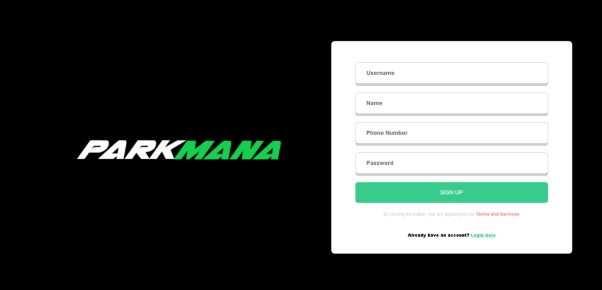 PARKMANA
Username
Name
Phone Number
Password
SIGN UP
By clicking the button, you are agreeing to our Terms and Services
Already have an account? Login here